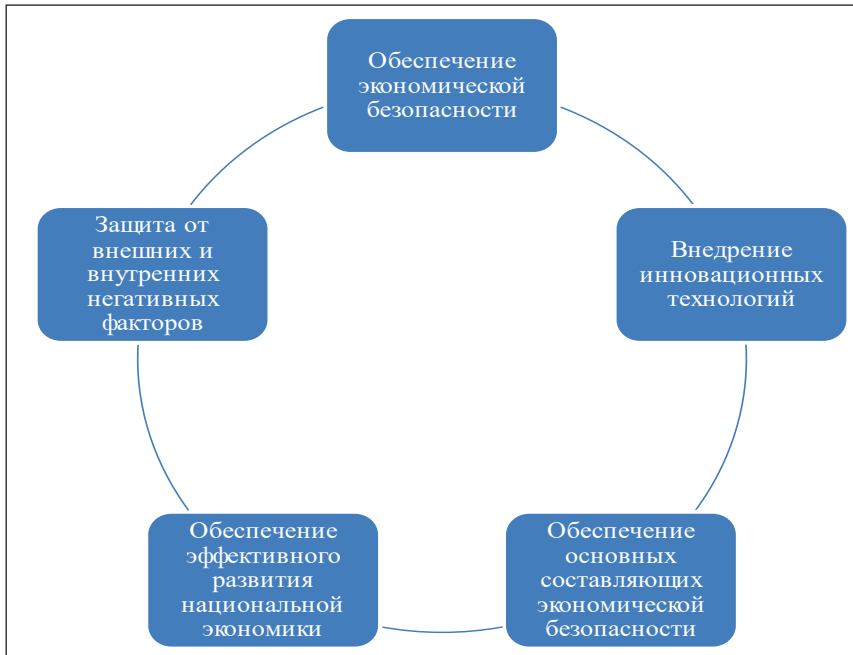 Обеспечение
экономической
безопасности
Внедрение
инновационных
технологий
Обеспечение
основных
составляющих
экономической
безопасности
Обеспечение
эффективного
развития
национальной
экономики
Защита от
внешних и
внутренних
негативных
факторов